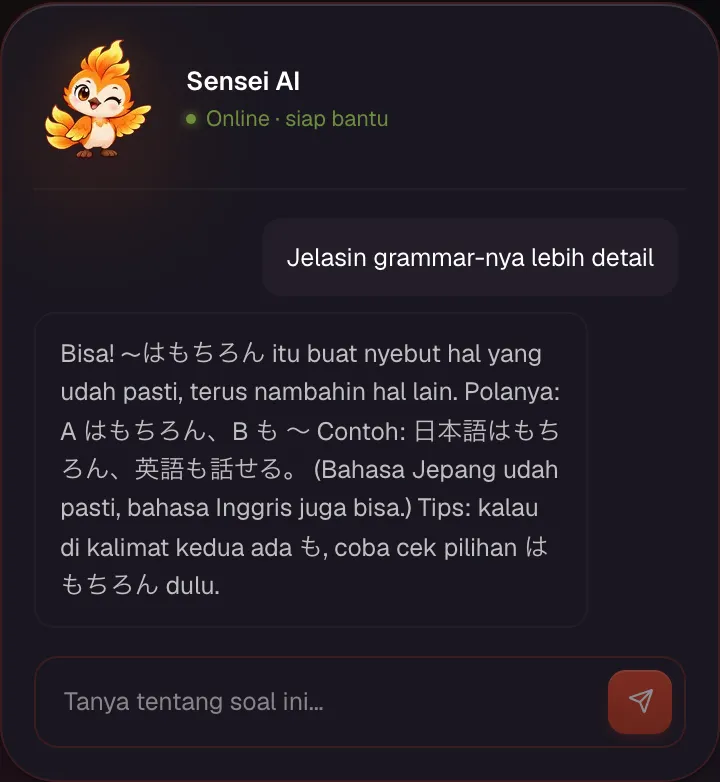 Sensei AI
Online · siap bantu
Jelasin grammar-nya lebih detail
Bisa! ～はもちろん itu buat nyebut hal yang
udah pasti, terus nambahin hal lain. Polanya:
A はもちろん、B も ～ Contoh: 日本語はもち
ろん、英語も話せる。 (Bahasa Jepang udah
pasti, bahasa Inggris juga bisa.) Tips: kalau
di kalimat kedua ada も, coba cek pilihan は
もちろん dulu.
Tanya tentang soal ini...